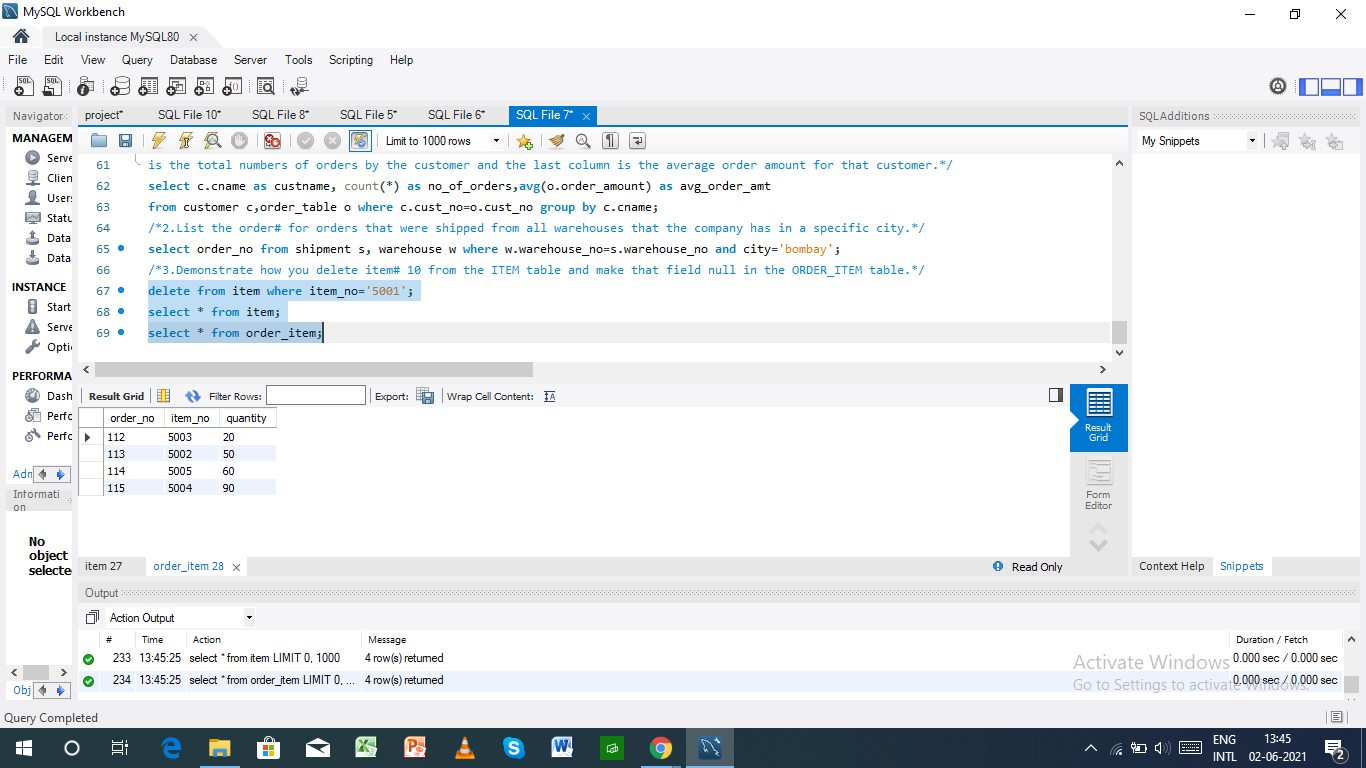 MySQL Workbench
Local instance MySQL80
File Edit View Query Database Server Tools Scripting Help
Navigator
MANAGEM
Serve
Clien
Users
Statu
Data
Data
INSTANCE
Start
Serve
Optio
PERFORMA
Dash
Perfo
Perfo
Adn
Informati
on
No
object
selecte
Obj
project* SQL File 10* SQL File 8* SQL File 5* SQL File 6* SQL File 7*
Limit to 1000 rows
61 is the total numbers of orders by the customer and the last column is the average order amount for that customer.*/
62 select c.cname as custname, count(*) as no_of_orders,avg(o.order_amount) as avg_order_amt
63 from customer c,order_table o where c.cust_no=o.cust_no group by c.cname;
64 /*2.List the order# for orders that were shipped from all warehouses that the company has in a specific city.*/
65 select order_no from shipment s, warehouse w where w.warehouse_no=s.warehouse_no and city='bombay';
66 /*3.Demonstrate how you delete item# 10 from the ITEM table and make that field null in the ORDER_ITEM table.*/
67 delete from item where item_no='5001';
68 select * from item;
69 select * from order_item;
Result Grid Filter Rows: Export: Wrap Cell Content:
order_no item_no quantity
112 5003 20
113 5002 50
114 5005 60
115 5004 90
Result
Grid
Form
Editor
item 27 order_item 28
Read Only
SQLAdditions
My Snippets
Context Help Snippets
Output
Action Output
# Time Action Message Duration / Fetch
233 13:45:25 select * from item LIMIT 0, 1000 4 row(s) returned 0.000 sec / 0.000 sec
234 13:45:25 select * from order_item LIMIT 0, ... 4 row(s) returned 0.000 sec / 0.000 sec
Activate Windows
Go to Settings to activate Windows.
Query Completed
ENG
INTL
13:45
02-06-2021
2